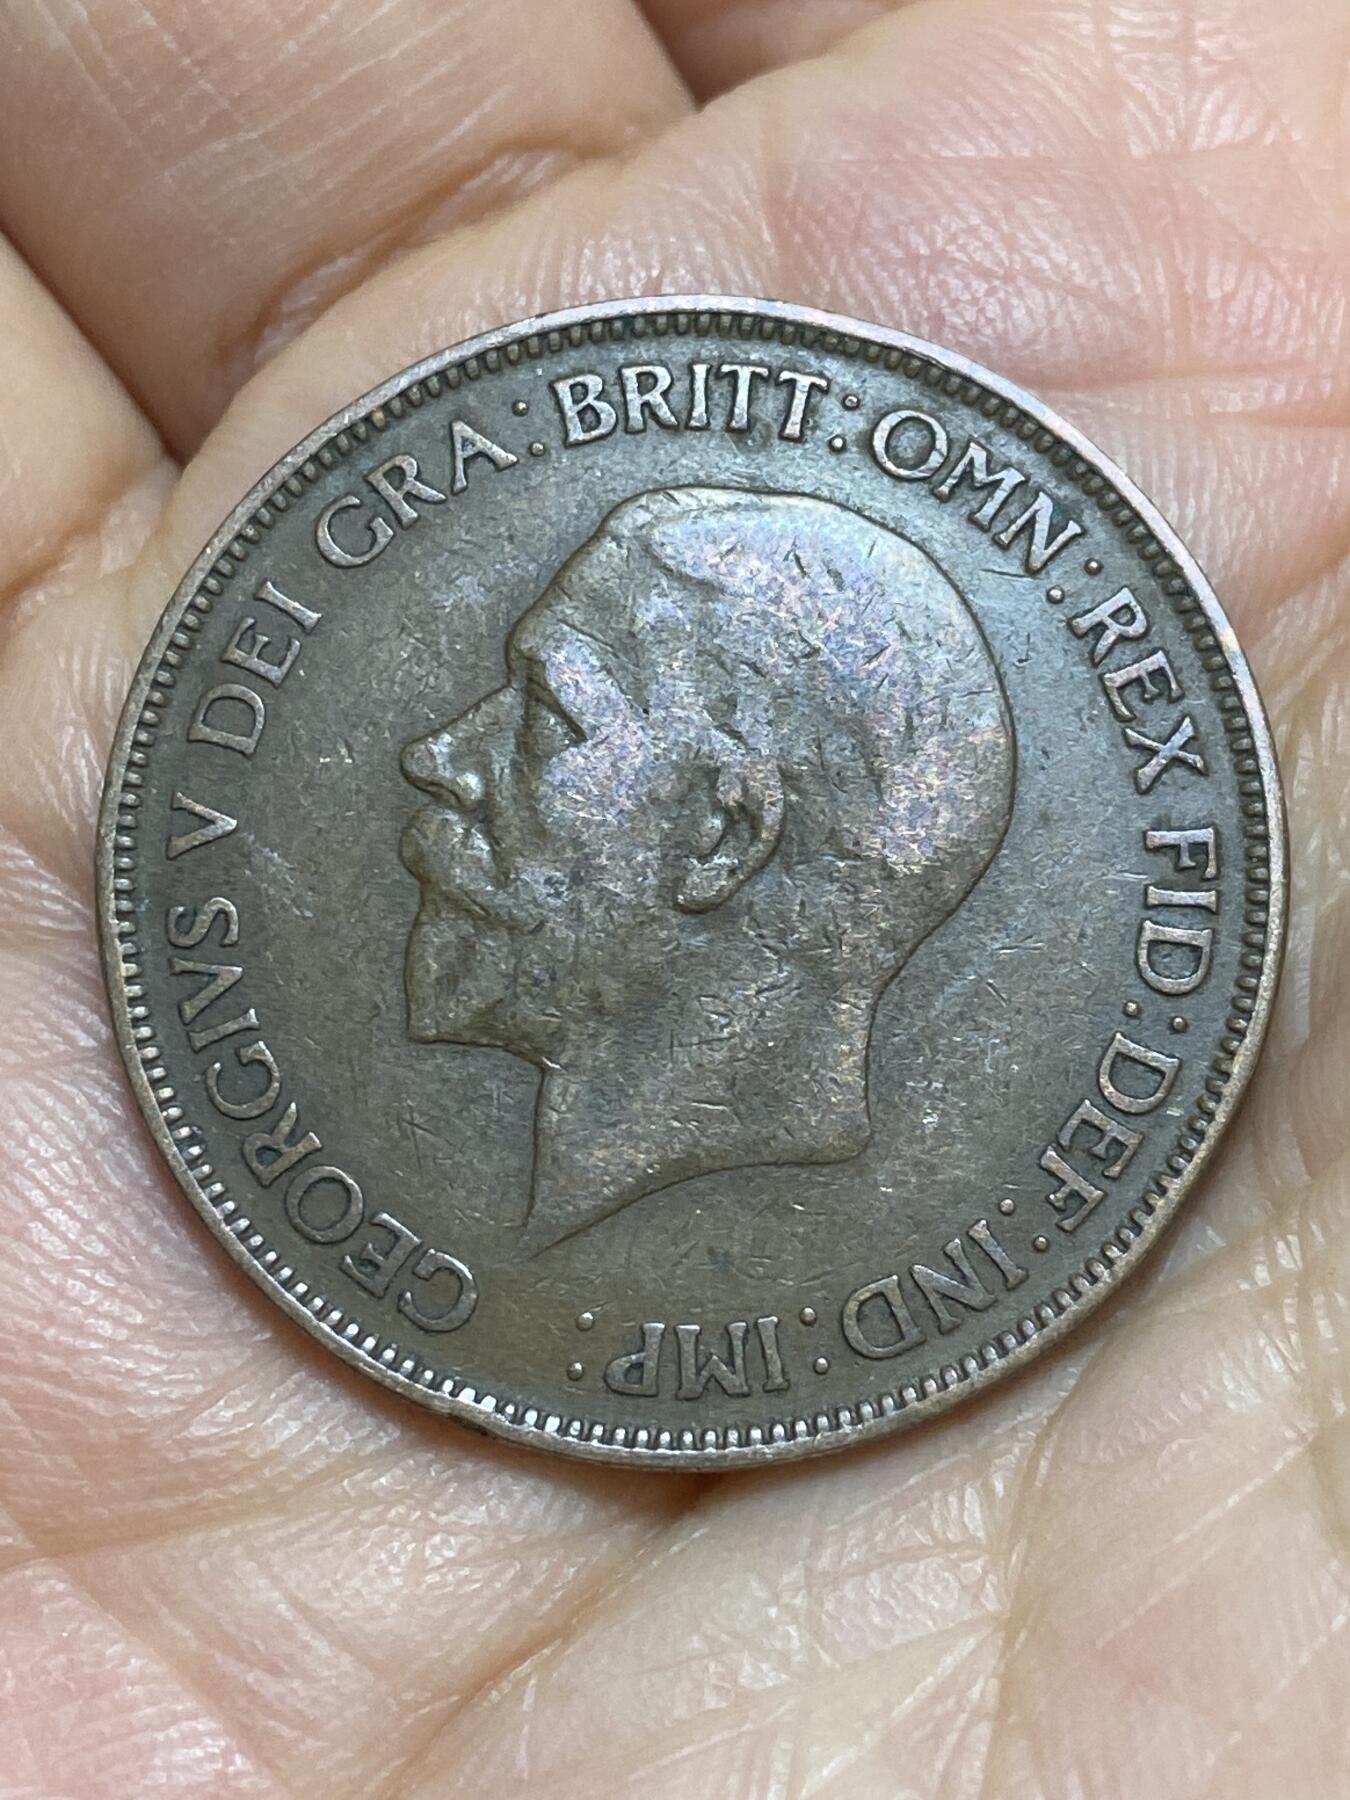 GEORGIVS V DEI GRA: BRITT: OMN: REX FID: DEF: IND: IMP: